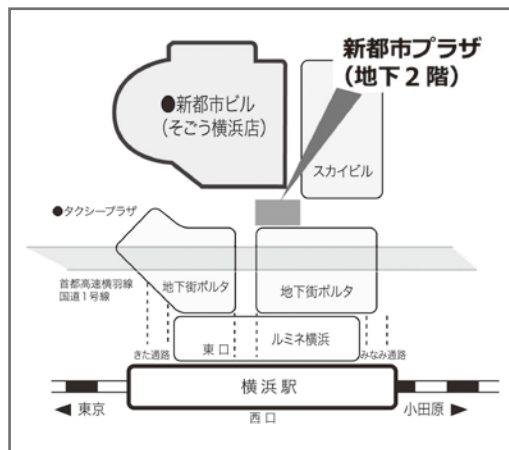 新都市プラザ
（地下２階）
●新都市ビル
（そごう横浜店）
スカイビル
●タクシープラザ
首都高速横羽線
国道1号線
地下街ポルタ
地下街ポルタ
きた通路
東口
ルミネ横浜
みなみ通路
横浜駅
◀ 東京
西口
小田原 ▶